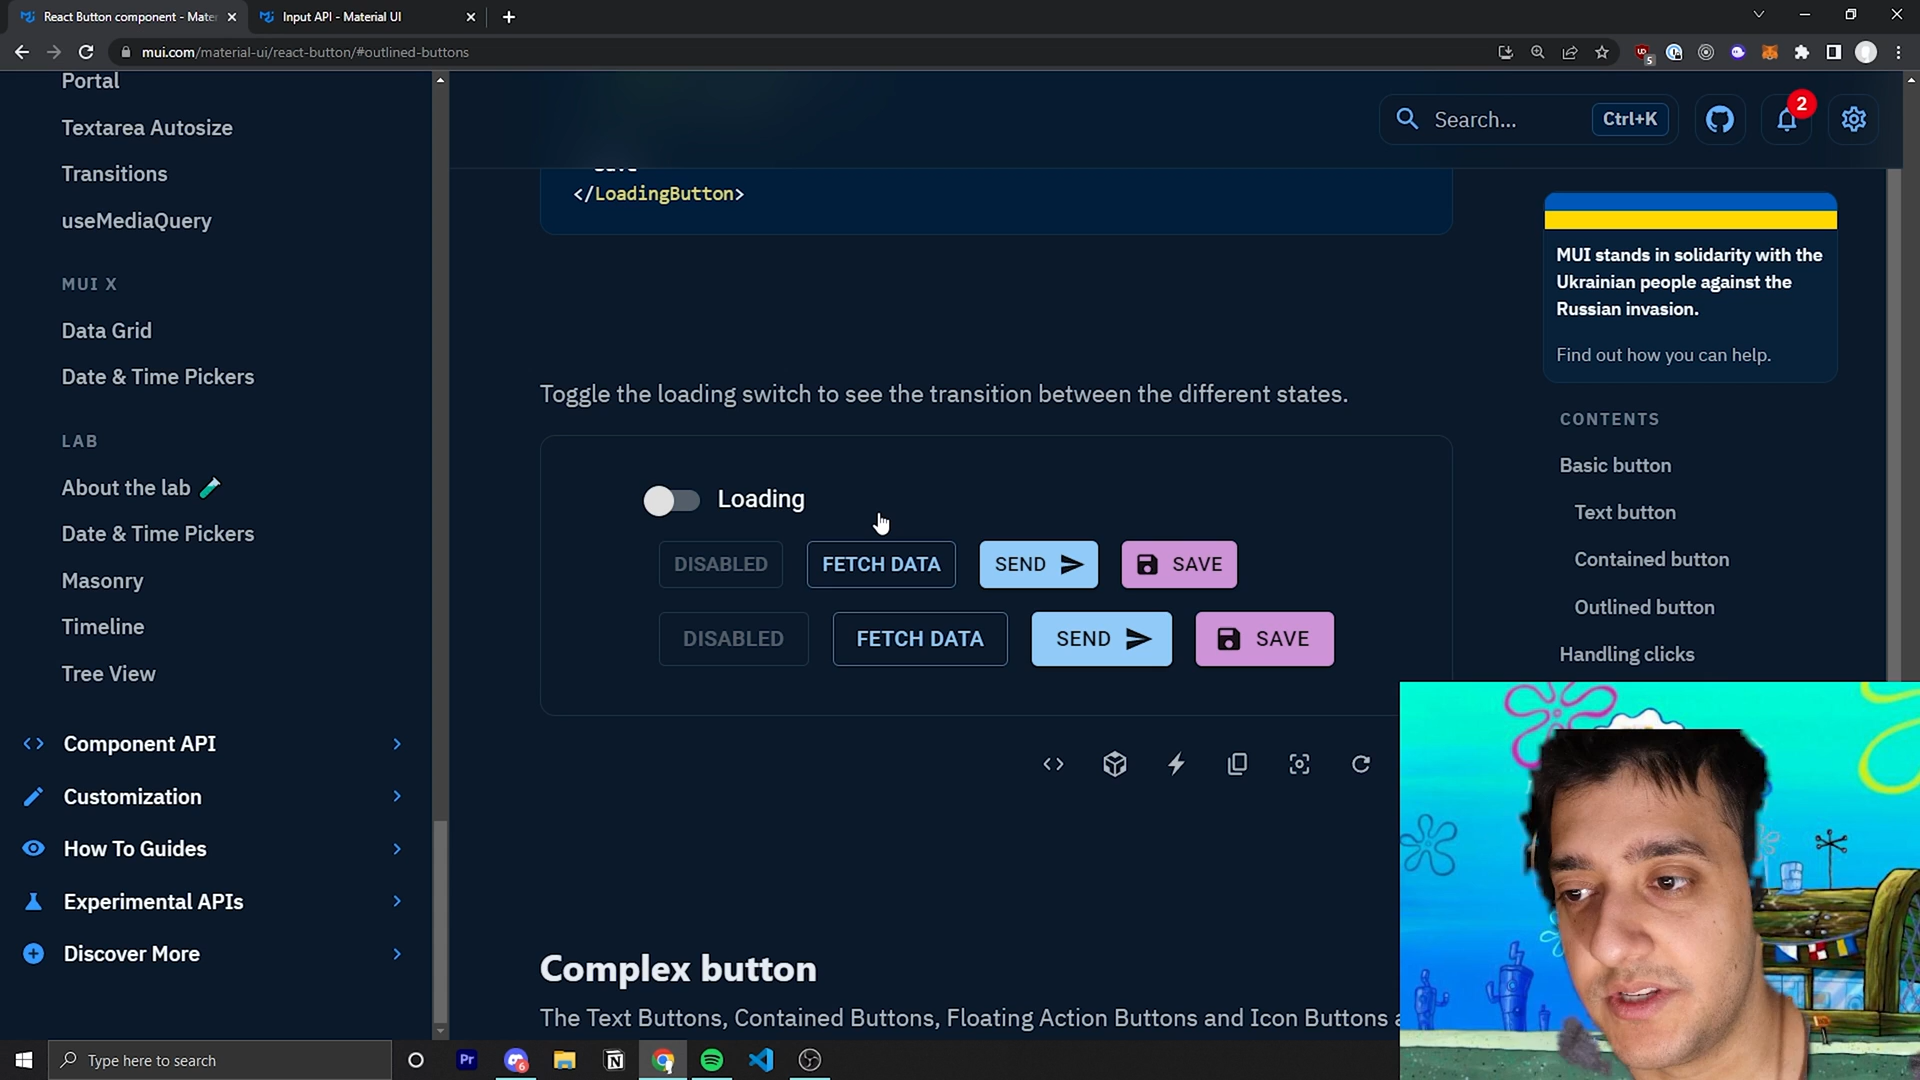 React Button component - Mater
Input API - Material UI
mui.com/material-ui/react-button/#outlined-buttons
5
Portal
Textarea Autosize
Transitions
useMediaQuery
MUI X
Data Grid
Date & Time Pickers
LAB
About the lab
Date & Time Pickers
Masonry
Timeline
Tree View
Component API
Customization
How To Guides
Experimental APIs
Discover More
Search...
Ctrl+K
2
</LoadingButton>
Toggle the loading switch to see the transition between the different states.
Loading
DISABLED
FETCH DATA
SEND
SAVE
DISABLED
FETCH DATA
SEND
SAVE
Complex button
The Text Buttons, Contained Buttons, Floating Action Buttons and Icon Buttons
MUI stands in solidarity with the
Ukrainian people against the
Russian invasion.
Find out how you can help.
CONTENTS
Basic button
Text button
Contained button
Outlined button
Handling clicks
Type here to search
Pr
6